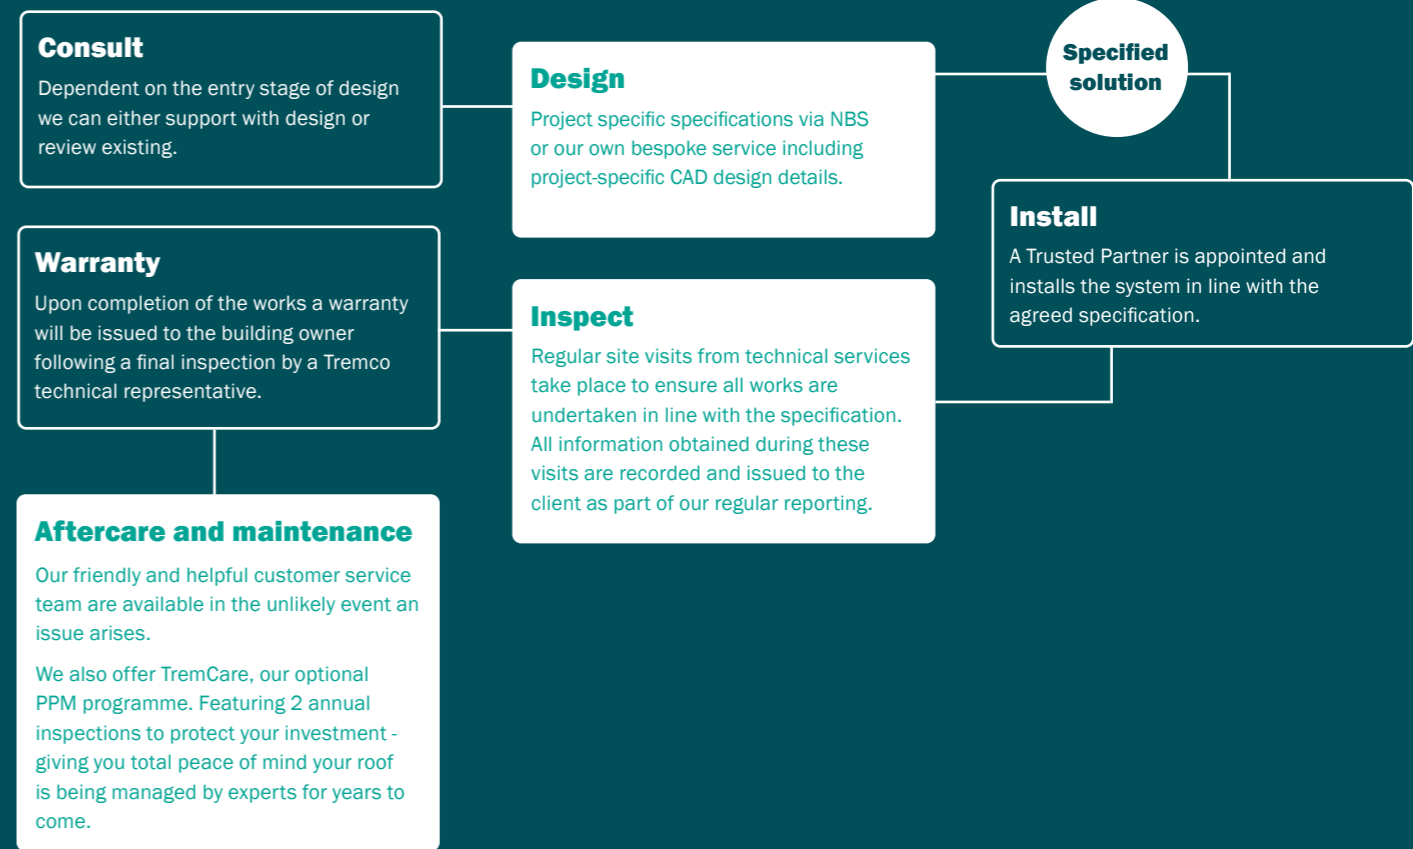 Consult
Dependent on the entry stage of design
we can either support with design or
review existing.
Design
Project specific specifications via NBS
or our own bespoke service including
project-specific CAD design details.
Specified
solution
Install
A Trusted Partner is appointed and
installs the system in line with the
agreed specification.
Inspect
Regular site visits from technical services
take place to ensure all works are
undertaken in line with the specification.
All information obtained during these
visits are recorded and issued to the
client as part of our regular reporting.
Warranty
Upon completion of the works a warranty
will be issued to the building owner
following a final inspection by a Tremco
technical representative.
Aftercare and maintenance
Our friendly and helpful customer service
team are available in the unlikely event an
issue arises.
We also offer TremCare, our optional
PPM programme. Featuring 2 annual
inspections to protect your investment -
giving you total peace of mind your roof
is being managed by experts for years to
come.